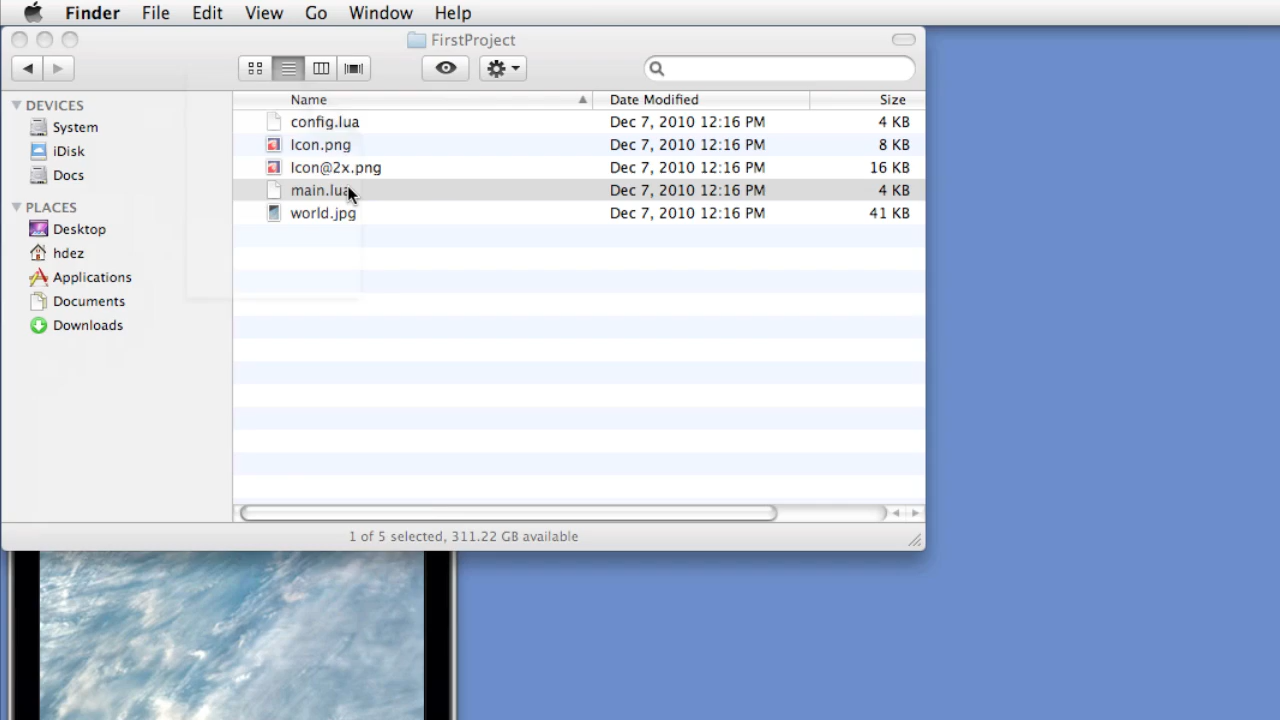 Finder File Edit View Go Window Help
FirstProject
Name Date Modified Size
DEVICES
System
iDisk
Docs
PLACES
Desktop
hdez
Applications
Documents
Downloads
config.lua Dec 7, 2010 12:16 PM 4 KB
Icon.png Dec 7, 2010 12:16 PM 8 KB
Icon@2x.png Dec 7, 2010 12:16 PM 16 KB
main.lua Dec 7, 2010 12:16 PM 4 KB
world.jpg Dec 7, 2010 12:16 PM 41 KB
1 of 5 selected, 311.22 GB available